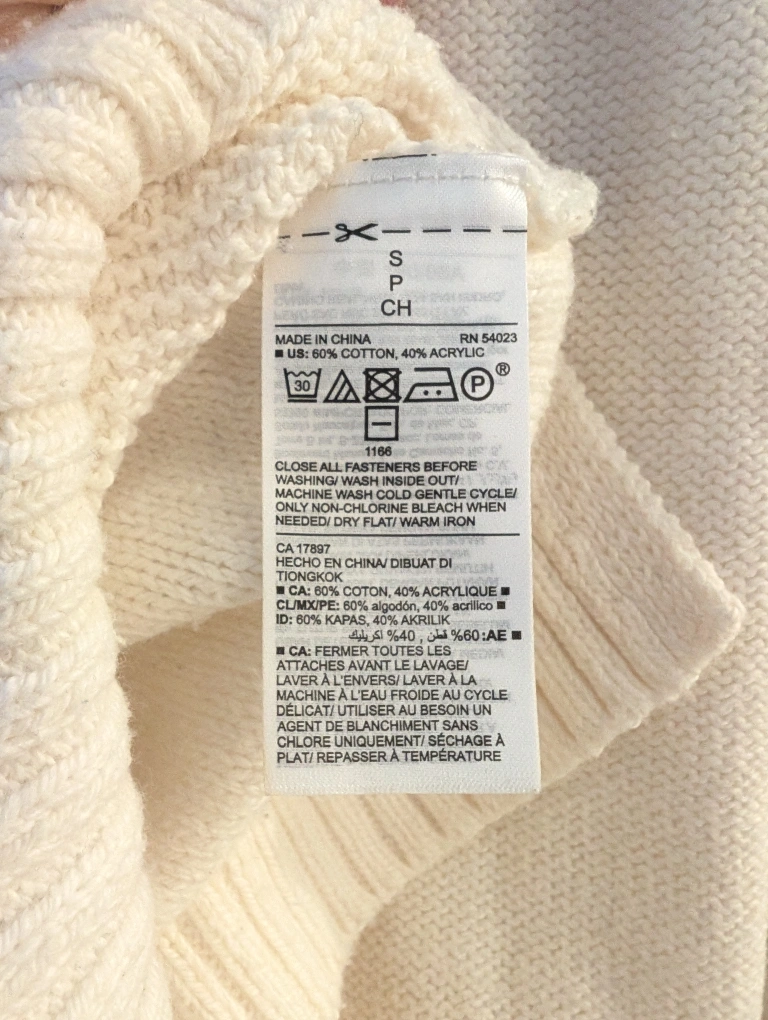 S
P
CH
MADE IN CHINA RN 54023
■ US: 60% COTTON, 40% ACRYLIC
30 P ®
1166
CLOSE ALL FASTENERS BEFORE
WASHING/ WASH INSIDE OUT/
MACHINE WASH COLD GENTLE CYCLE/
ONLY NON-CHLORINE BLEACH WHEN
NEEDED/ DRY FLAT/ WARM IRON
CA 17897
HECHO EN CHINA/ DIBUAT DI
TIONGKOK
■ CA: 60% COTON, 40% ACRYLIQUE ■
CL/MX/PE: 60% algodón, 40% acrílico ■
ID: 60% KAPAS, 40% AKRILIK
■ AE: 60% قطن , 40% اكريليك
■ CA: FERMER TOUTES LES
ATTACHES AVANT LE LAVAGE/
LAVER À L'ENVERS/ LAVER À LA
MACHINE À L'EAU FROIDE AU CYCLE
DÉLICAT/ UTILISER AU BESOIN UN
AGENT DE BLANCHIMENT SANS
CHLORE UNIQUEMENT/ SÉCHAGE À
PLAT/ REPASSER À TEMPÉRATURE